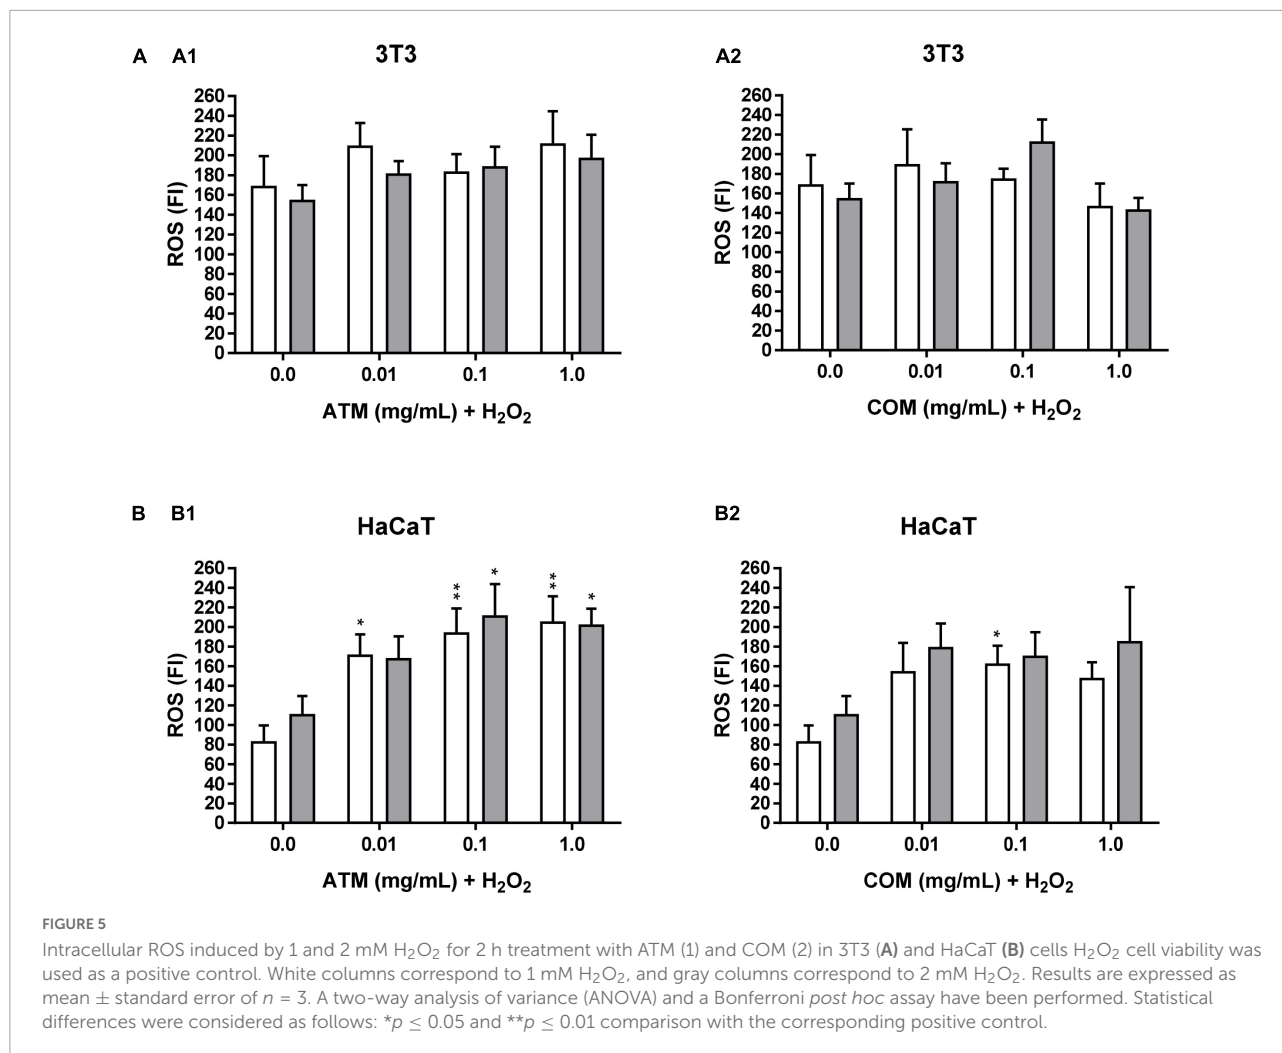 A A1 3T3
260
240
220
200
180
160
140
120
100
80
60
40
20
0
ROS (FI)
0.0 0.01 0.1 1.0
ATM (mg/mL) + H₂O₂
A2 3T3
260
240
220
200
180
160
140
120
100
80
60
40
20
0
ROS (FI)
0.0 0.01 0.1 1.0
COM (mg/mL) + H₂O₂
B B1 HaCaT
260
240
220
200
180
160
140
120
100
80
60
40
20
0
ROS (FI)
* ** * ** *
0.0 0.01 0.1 1.0
ATM (mg/mL) + H₂O₂
B2 HaCaT
260
240
220
200
180
160
140
120
100
80
60
40
20
0
ROS (FI)
*
0.0 0.01 0.1 1.0
COM (mg/mL) + H₂O₂
FIGURE 5
Intracellular ROS induced by 1 and 2 mM H₂O₂ for 2 h treatment with ATM (1) and COM (2) in 3T3 (A) and HaCaT (B) cells H₂O₂ cell viability was
used as a positive control. White columns correspond to 1 mM H₂O₂, and gray columns correspond to 2 mM H₂O₂. Results are expressed as
mean ± standard error of n = 3. A two-way analysis of variance (ANOVA) and a Bonferroni post hoc assay have been performed. Statistical
differences were considered as follows: *p ≤ 0.05 and **p ≤ 0.01 comparison with the corresponding positive control.